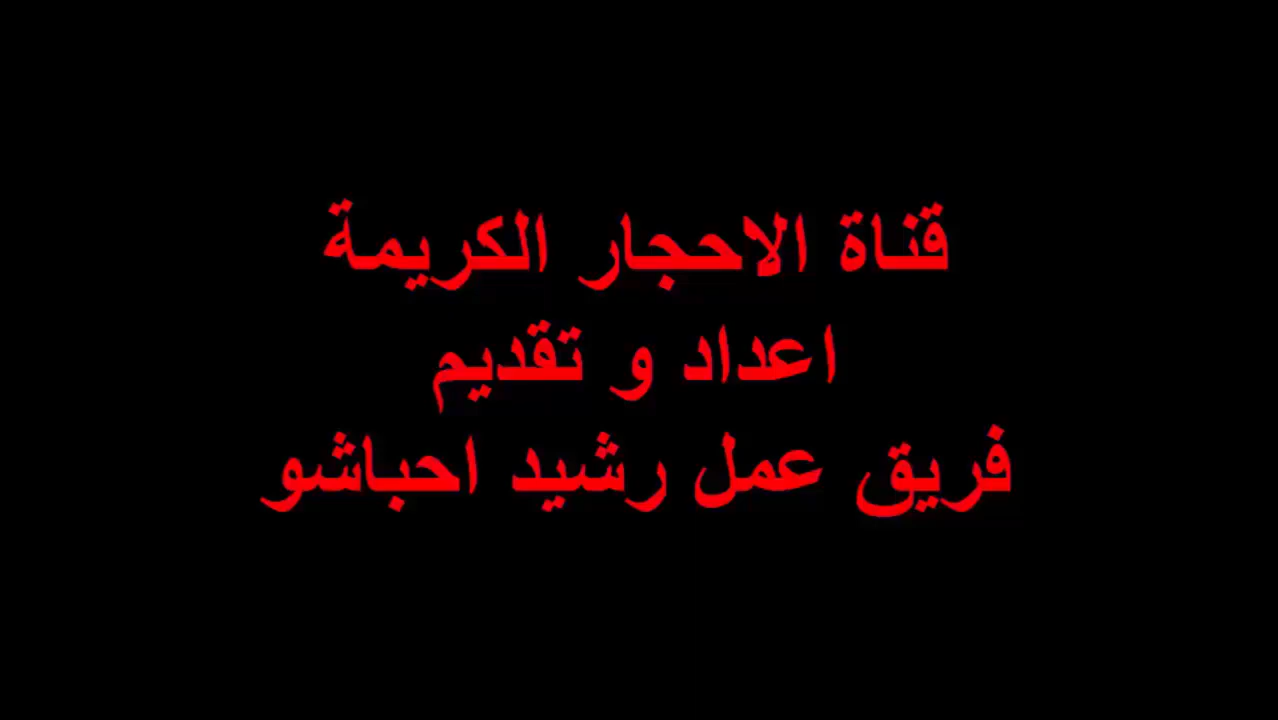 قناة الاحجار الكريمة
اعداد و تقديم
فريق عمل رشيد احباشو